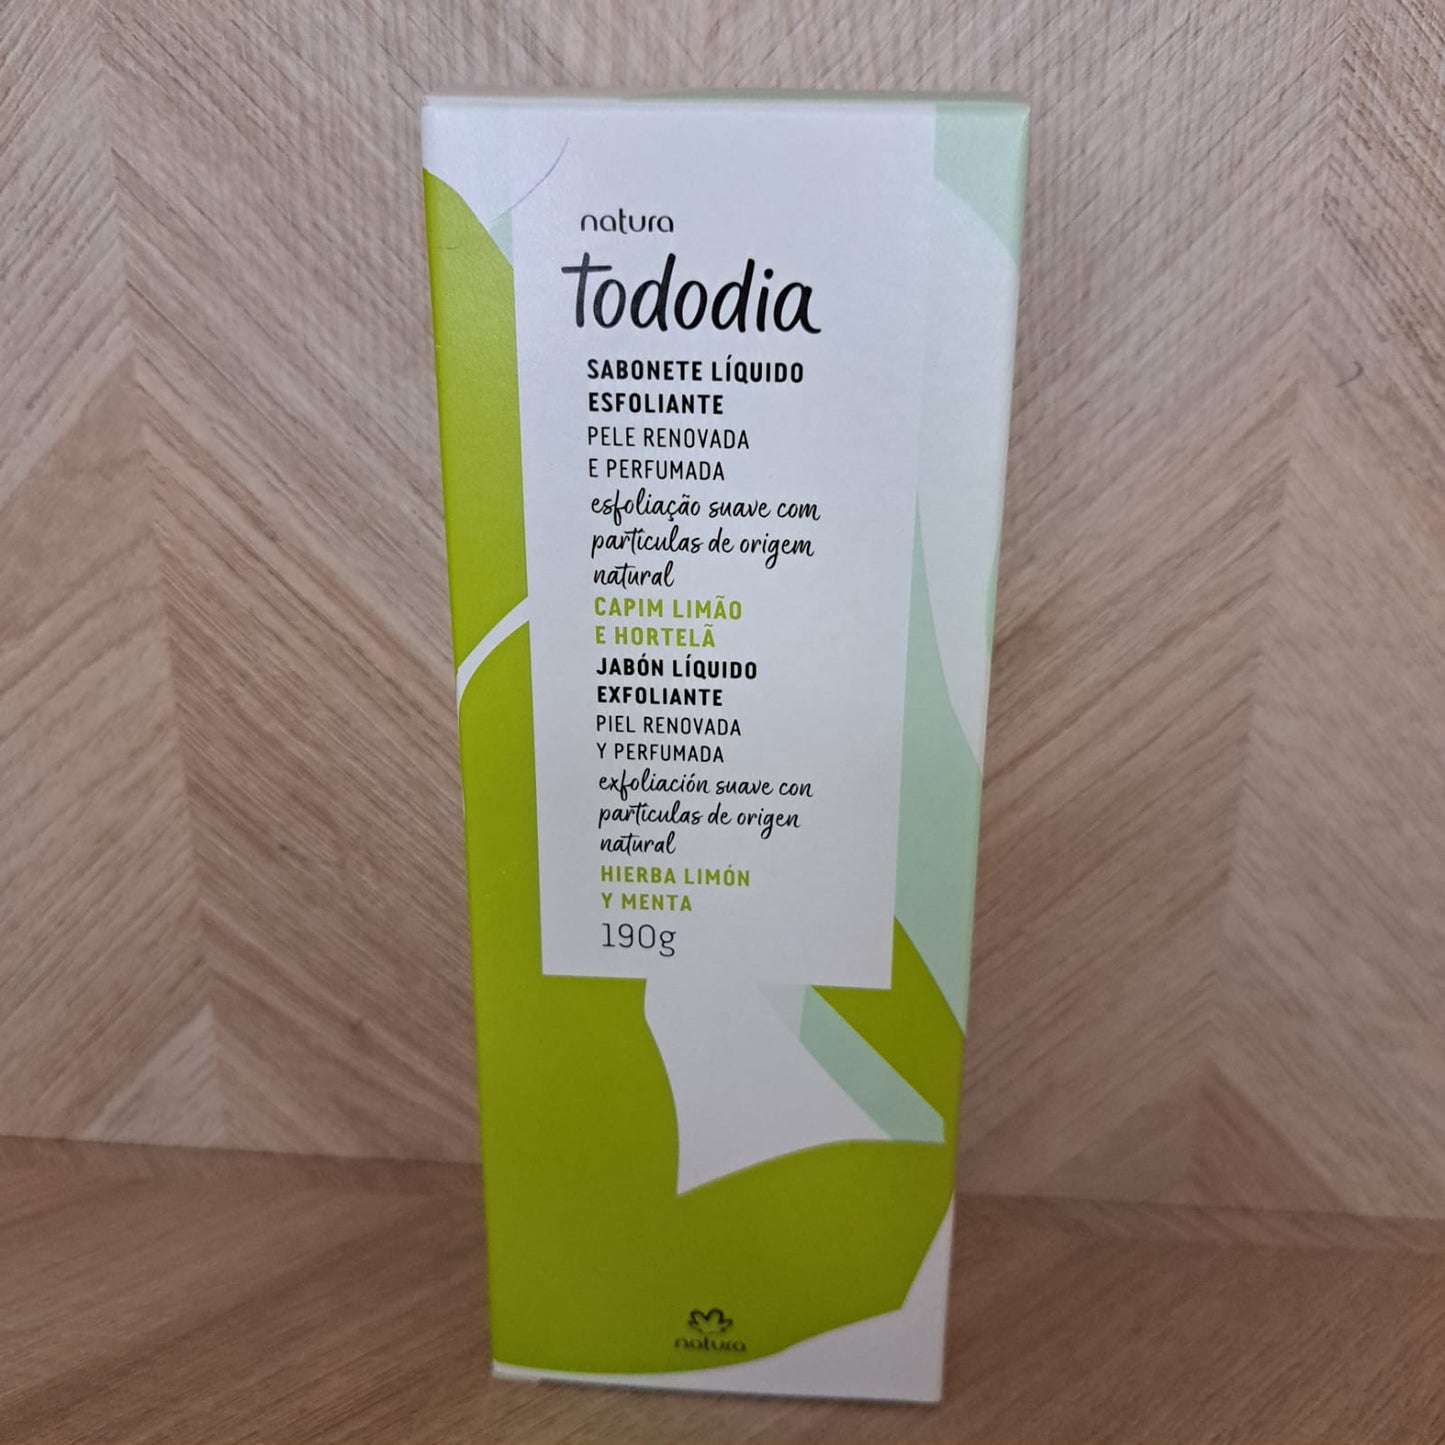 natura
Tododia
SABONETE LÍQUIDO
ESFOLIANTE
PELE RENOVADA
E PERFUMADA
esfoliação suave com
partículas de origem
natural
CAPIM LIMÃO
E HORTELÃ
JABÓN LÍQUIDO
EXFOLIANTE
PIEL RENOVADA
Y PERFUMADA
exfoliación suave con
partículas de origen
natural
HIERBA LIMÓN
Y MENTA
190g
natura